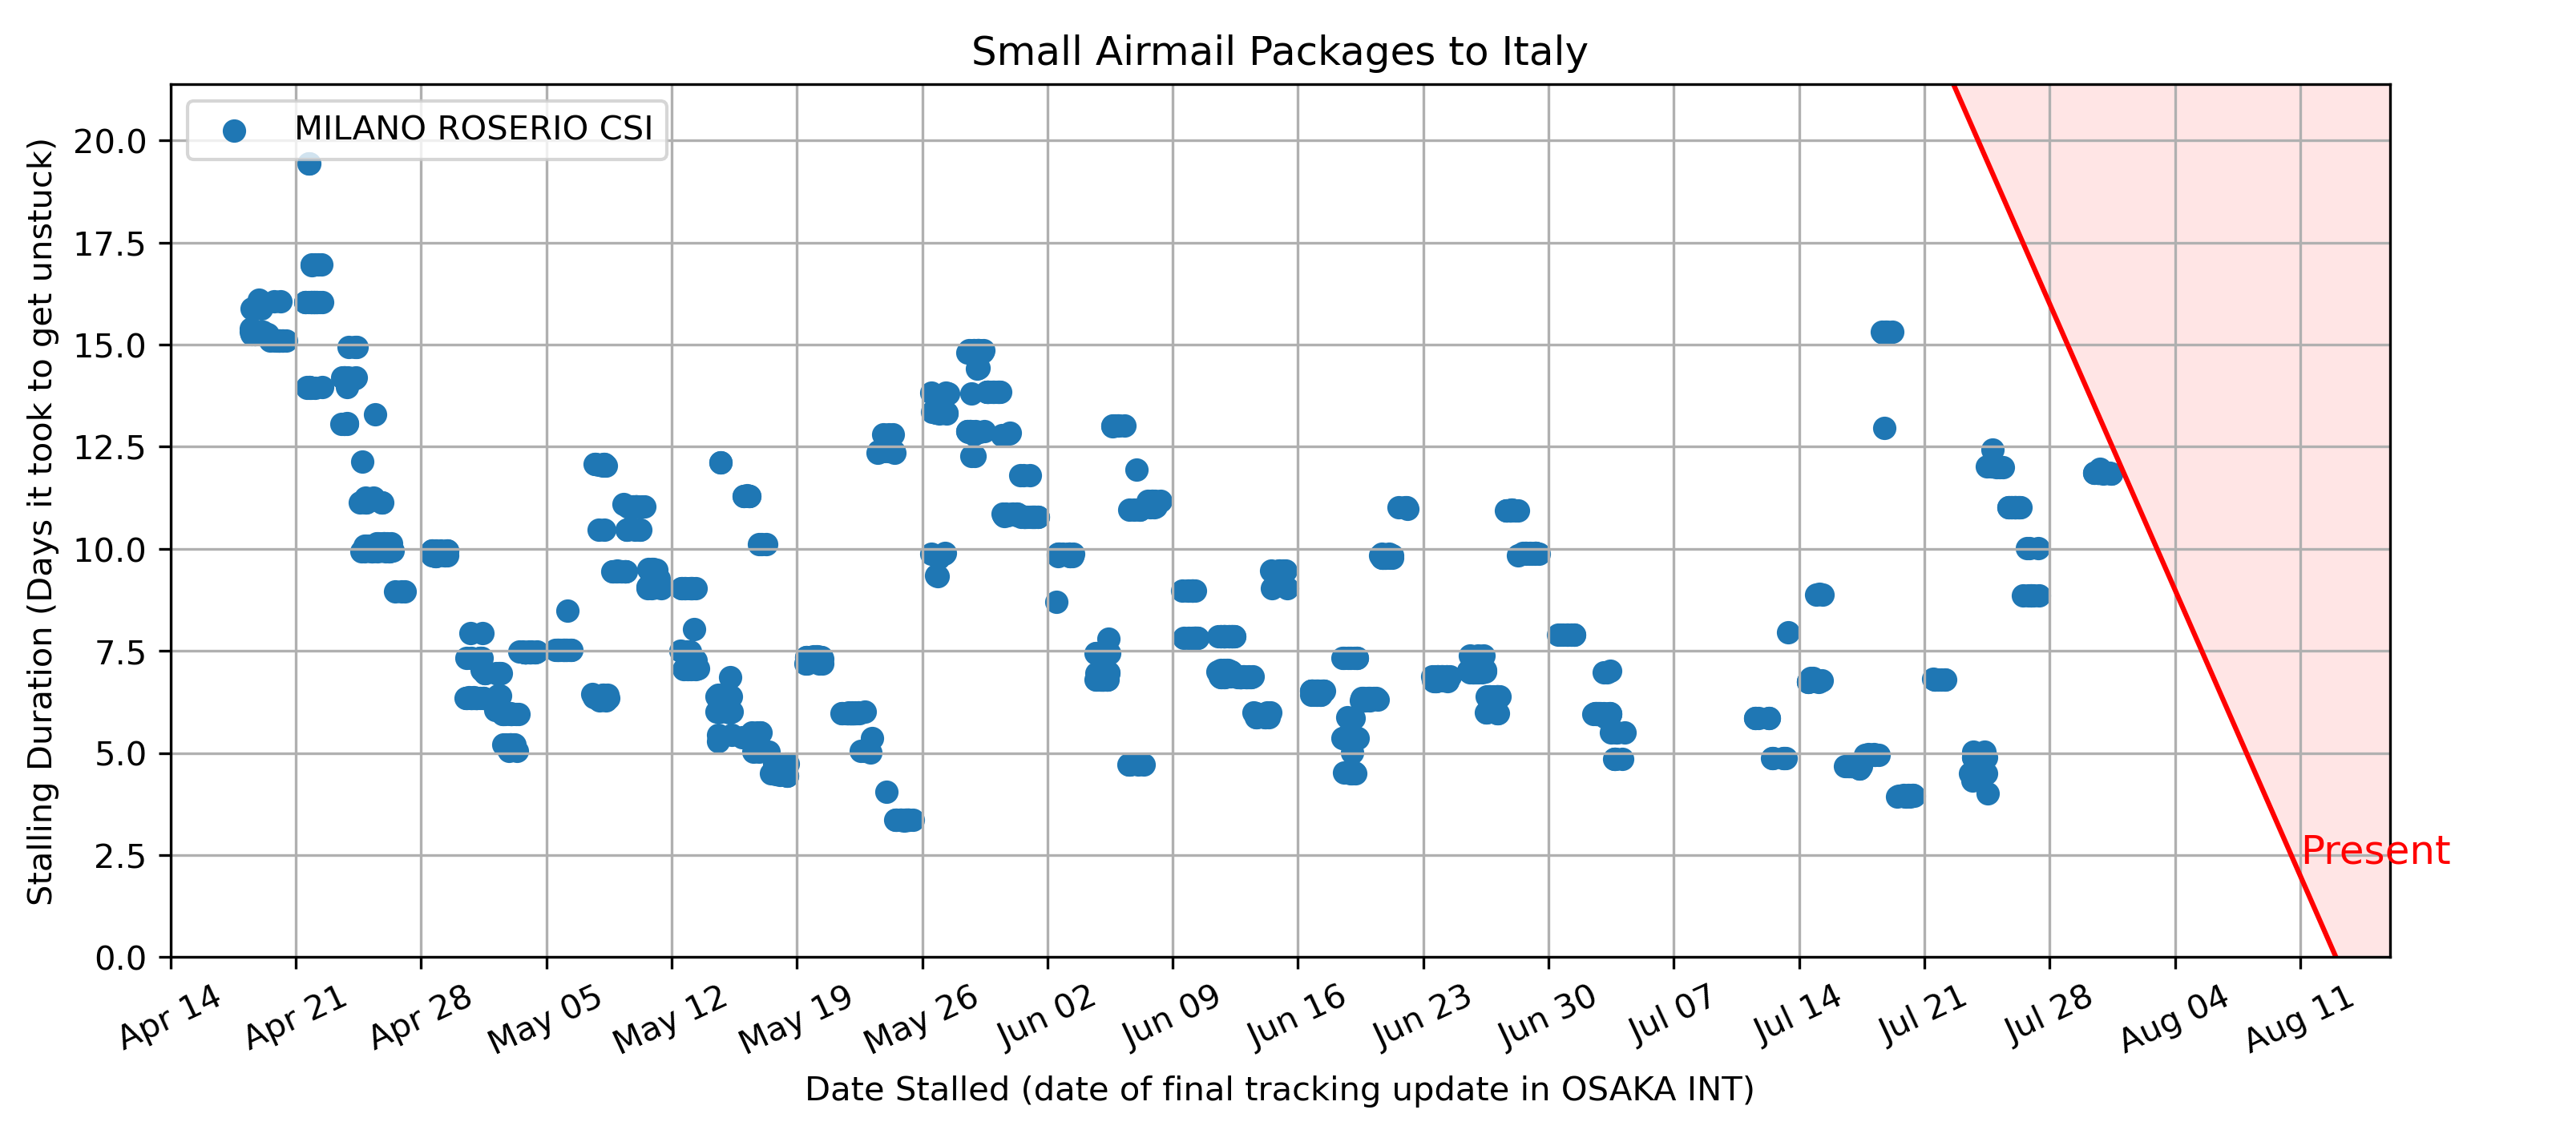 Small Airmail Packages to Italy
MILANO ROSERIO CSI
Stalling Duration (Days it took to get unstuck)
20.0
17.5
15.0
12.5
10.0
7.5
5.0
2.5
0.0
Present
Apr 14
Apr 21
Apr 28
May 05
May 12
May 19
May 26
Jun 02
Jun 09
Jun 16
Jun 23
Jun 30
Jul 07
Jul 14
Jul 21
Jul 28
Aug 04
Aug 11
Date Stalled (date of final tracking update in OSAKA INT)